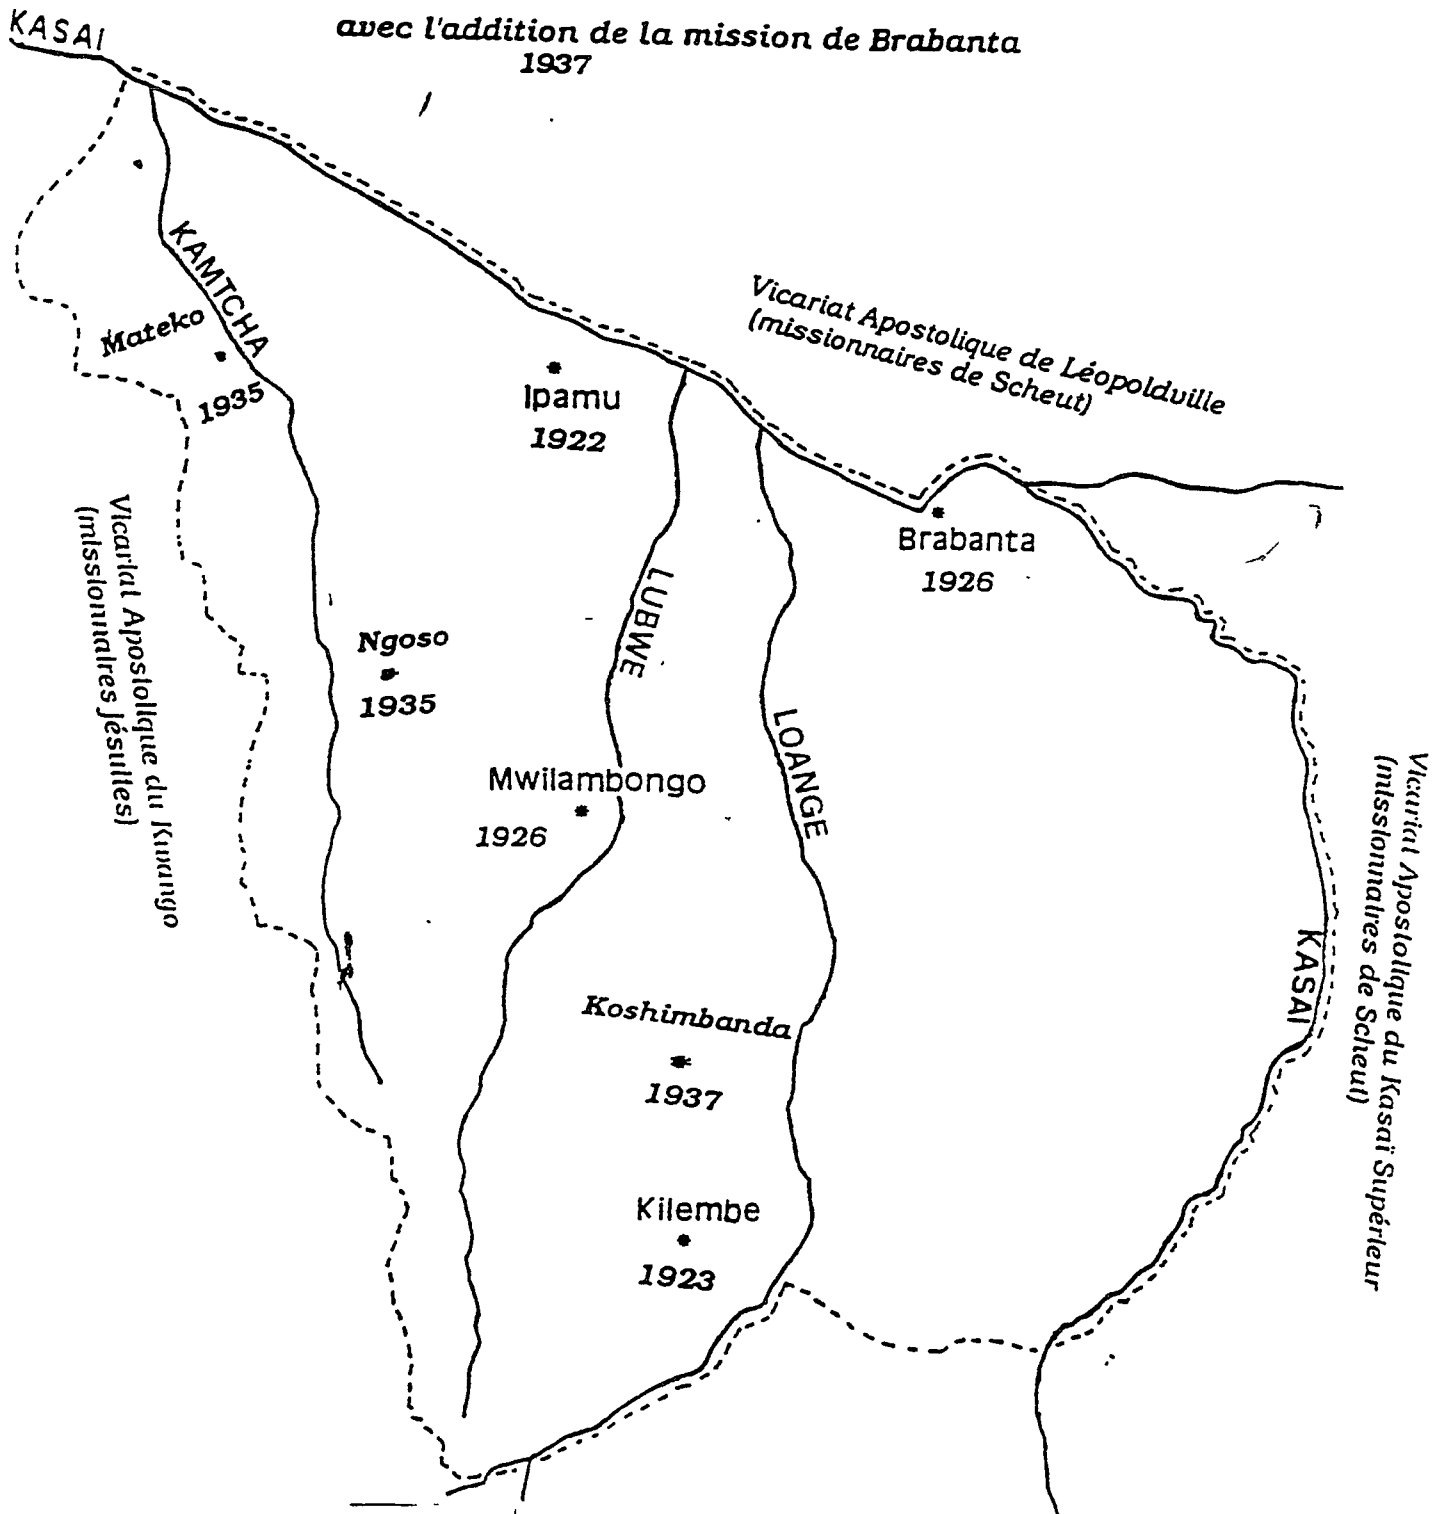 KASAI
avec l'addition de la mission de Brabanta
1937
KAMTCHA
Mateko
1935
Vicariat Apostolique de Léopoldville
(missionnaires de Scheut)
Ipamu
1922
Brabanta
1926
Vicariat Apostolique du Kwango
(missionnaires Jésuites)
LUBWE
Ngoso
1935
LOANGE
Mwilambongo
1926
Vicariat Apostolique du Kasaï Supérieur
(missionnaires de Scheut)
KASAI
Koshimbanda
1937
Kilembe
1923